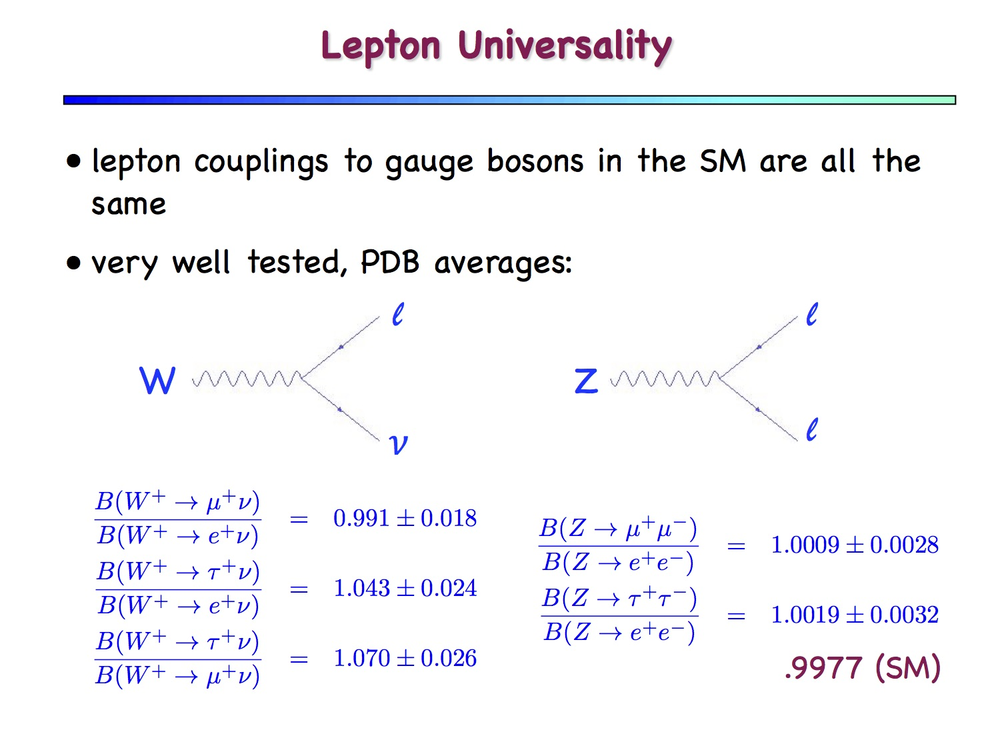 Lepton Universality
• lepton couplings to gauge bosons in the SM are all the
same
• very well tested, PDB averages:
W ℓ ν
Z ℓ ℓ
B(W⁺ → μ⁺ν) / B(W⁺ → e⁺ν) = 0.991 ± 0.018
B(W⁺ → τ⁺ν) / B(W⁺ → e⁺ν) = 1.043 ± 0.024
B(W⁺ → τ⁺ν) / B(W⁺ → μ⁺ν) = 1.070 ± 0.026
B(Z → μ⁺μ⁻) / B(Z → e⁺e⁻) = 1.0009 ± 0.0028
B(Z → τ⁺τ⁻) / B(Z → e⁺e⁻) = 1.0019 ± 0.0032
.9977 (SM)